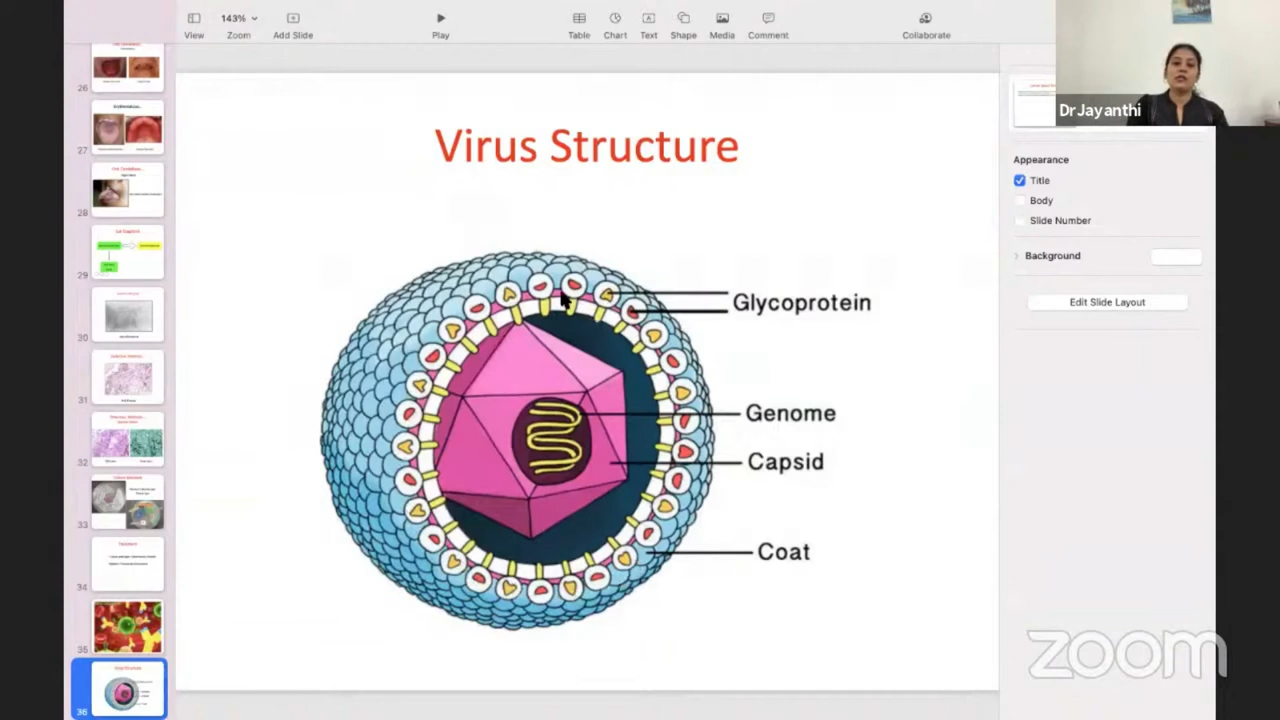 143%
View
Zoom
Add Slide
Play
Table
Chart
Text
Shape
Media
Comment
Collaborate
Dr Jayanthi
26
27
28
29
30
31
32
33
34
35
36
Virus Structure
Glycoprotein
Genome
Capsid
Coat
Appearance
Title
Body
Slide Number
Background
Edit Slide Layout
zoom